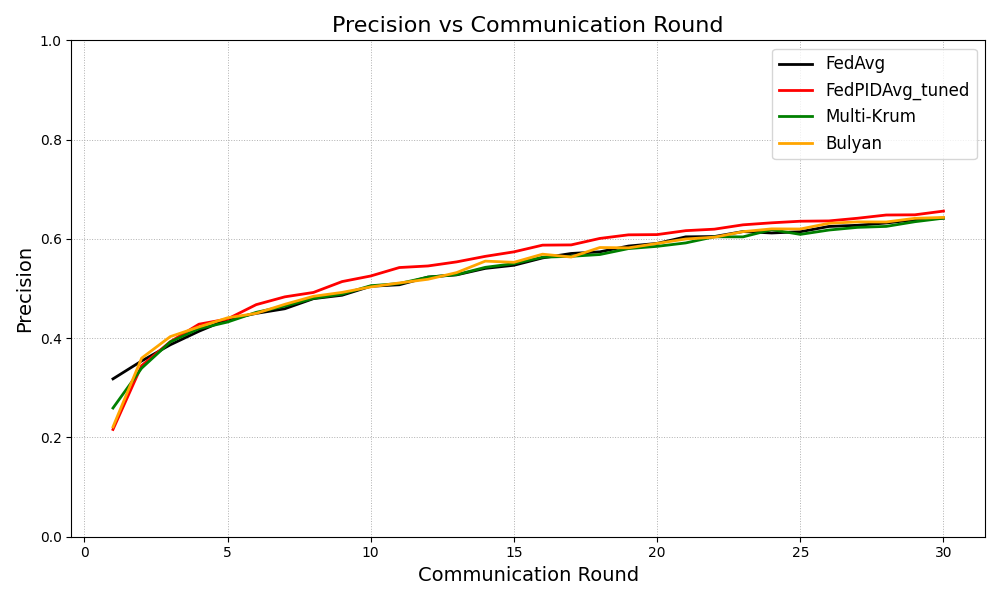 Precision vs Communication Round
FedAvg
FedPIDAvg_tuned
Multi-Krum
Bulyan
Precision
1.0
0.8
0.6
0.4
0.2
0.0
0 5 10 15 20 25 30
Communication Round